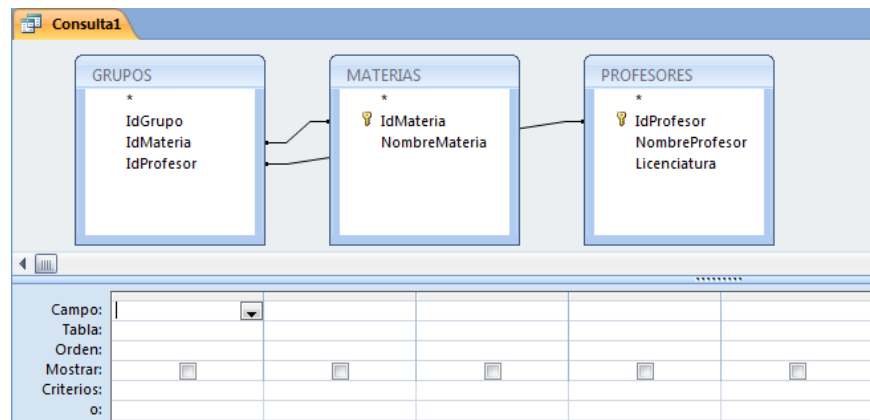 Consulta1
GRUPOS
*
IdGrupo
IdMateria
IdProfesor
MATERIAS
*
IdMateria
NombreMateria
PROFESORES
*
IdProfesor
NombreProfesor
Licenciatura
Campo:
Tabla:
Orden:
Mostrar:
Criterios:
o: